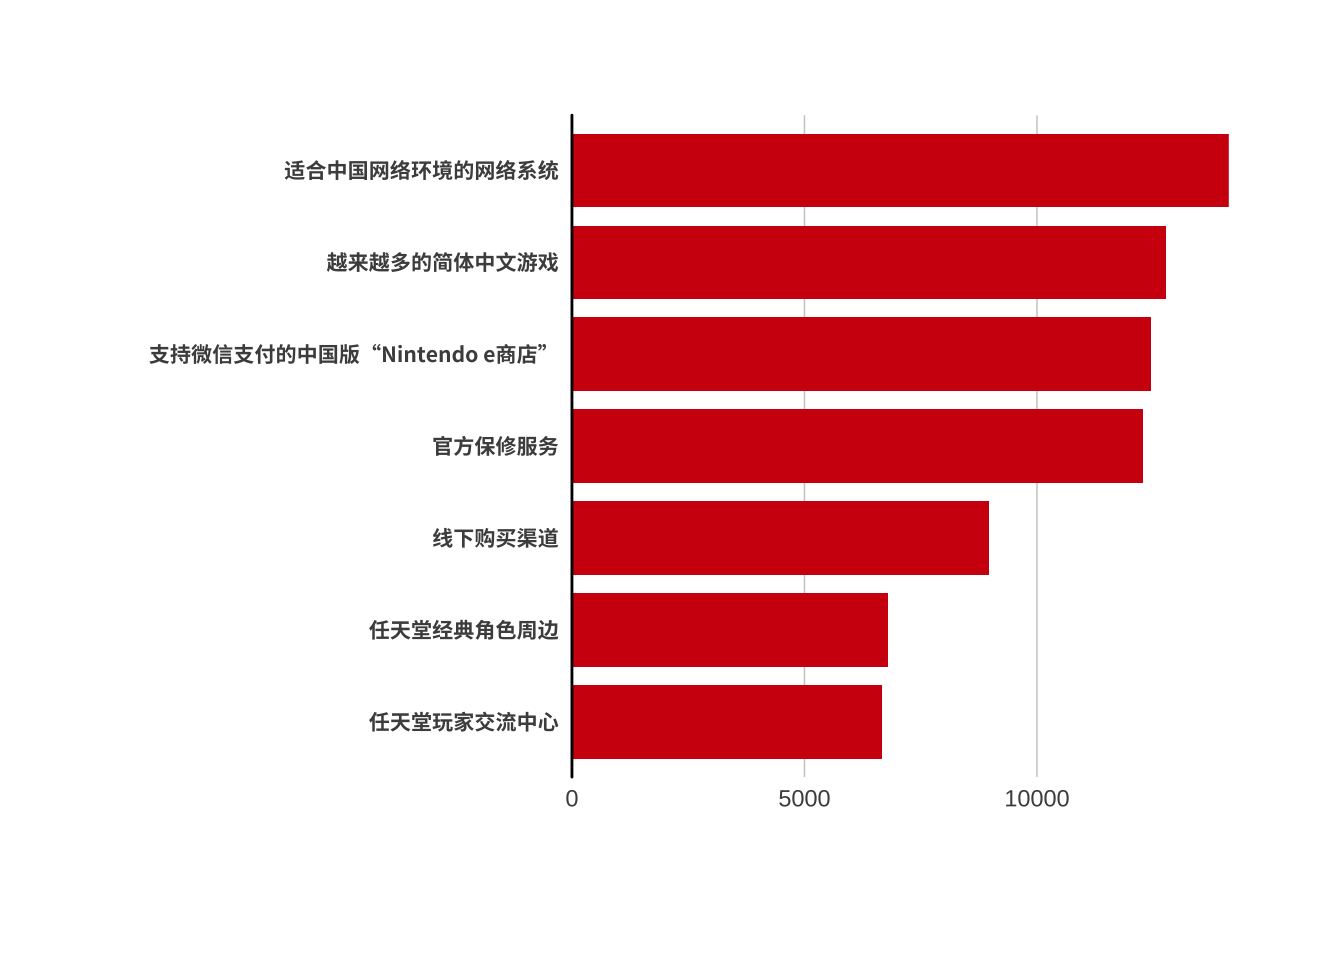 适合中国网络环境的网络系统
越来越多的简体中文游戏
支持微信支付的中国版“Nintendo e商店”
官方保修服务
线下购买渠道
任天堂经典角色周边
任天堂玩家交流中心
0 5000 10000